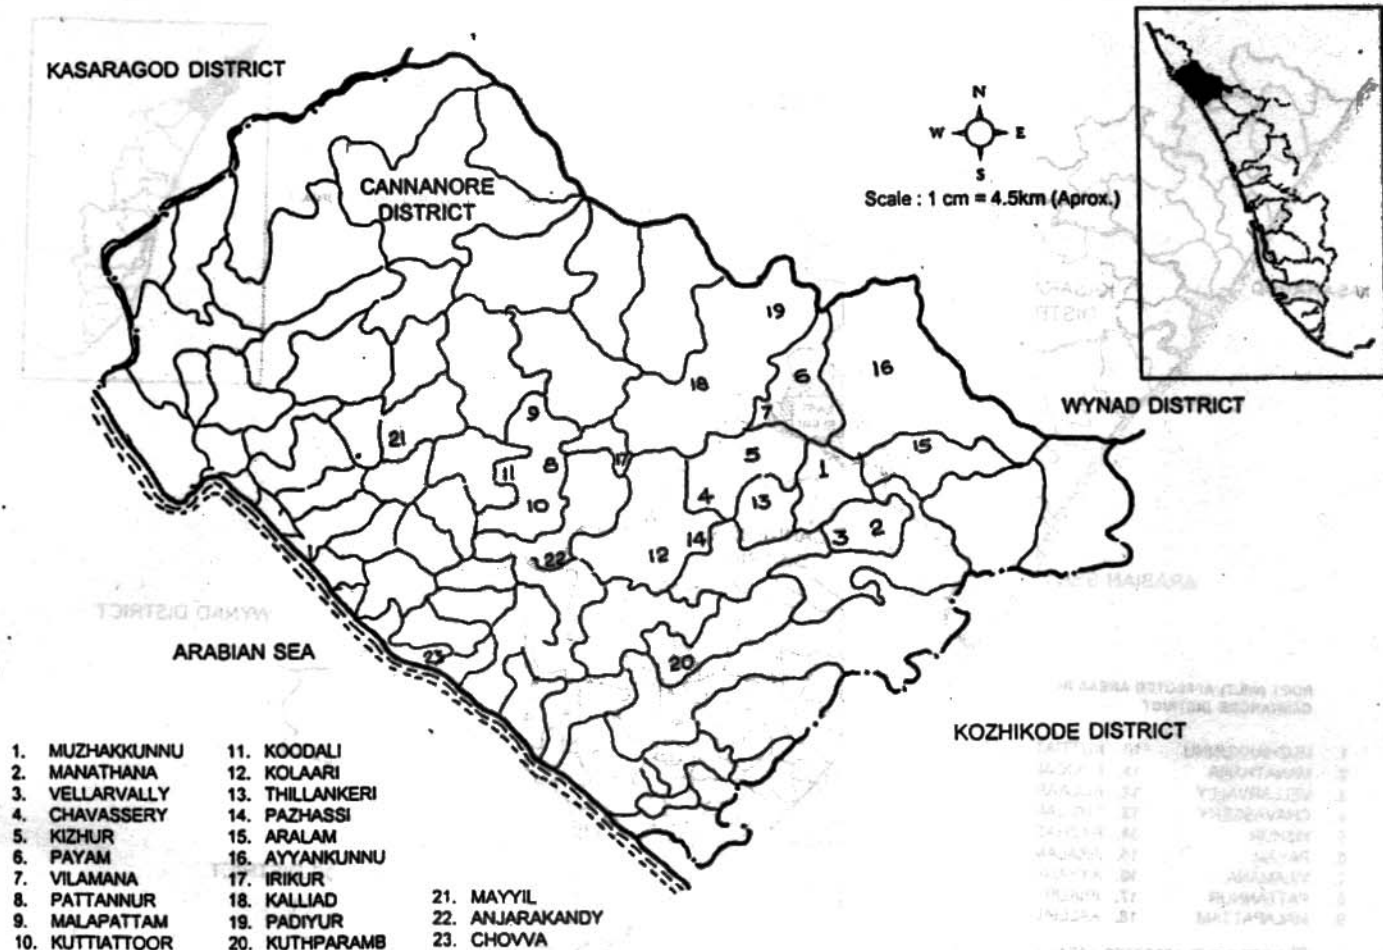 KASARAGOD DISTRICT
CANNANORE
DISTRICT
N
W E
S
Scale : 1 cm = 4.5km (Aprox.)
19
16
6
18
WYNAD DISTRICT
7
9
21
15
5
17
8
11
1
4
13
10
2
3
14
12
22
ARABIAN SEA
23
20
KOZHIKODE DISTRICT
1. MUZHAKKUNNU
2. MANATHANA
3. VELLARVALLY
4. CHAVASSERY
5. KIZHUR
6. PAYAM
7. VILAMANA
8. PATTANNUR
9. MALAPATTAM
10. KUTTIATTOOR
11. KOODALI
12. KOLAARI
13. THILLANKERI
14. PAZHASSI
15. ARALAM
16. AYYANKUNNU
17. IRIKUR
18. KALLIAD
19. PADIYUR
20. KUTHPARAMB
21. MAYYIL
22. ANJARAKANDY
23. CHOVVA